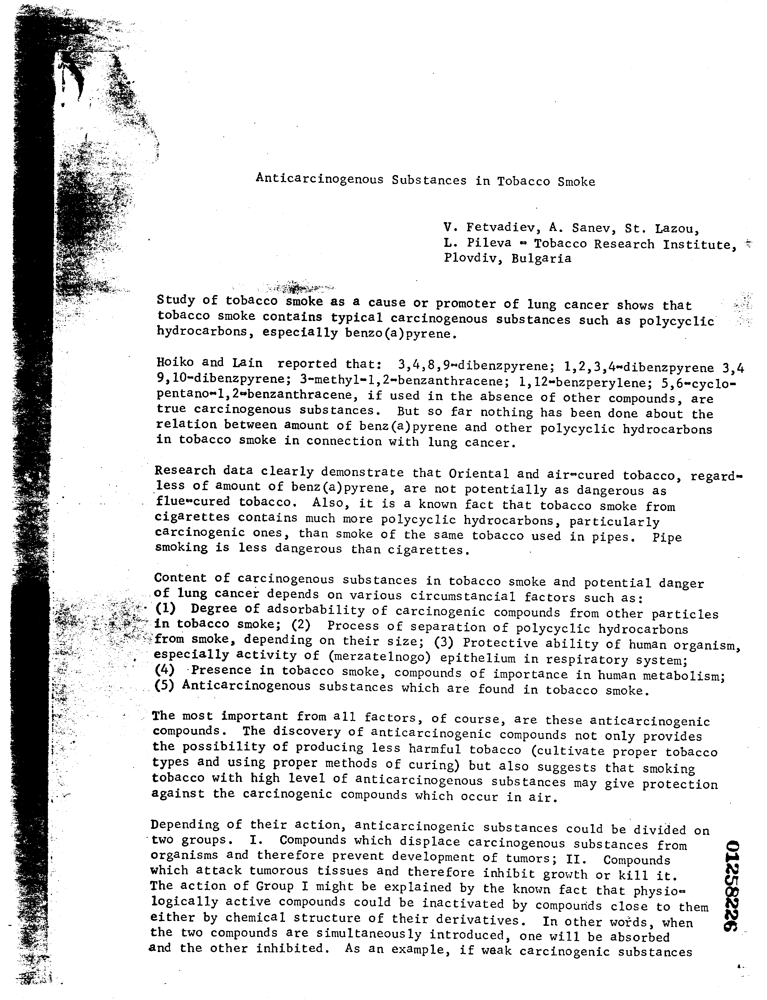 Anticarcinogenous Substances in Tobacco Smoke
V. Fetvadiev, A. Sanev, St. Lazou,
L. Pileva - Tobacco Research Institute,
Plovdiv, Bulgaria
Study of tobacco smoke as a cause or promoter of lung cancer shows that
tobacco smoke contains typical carcinogenous substances such as polycyclic
hydrocarbons, especially benzo(a)pyrene.
Hoiko and Lain reported that: 3,4,8,9-dibenzpyrene; 1,2,3,4-dibenzpyrene 3,4
9,10-dibenzpyrene; 3-methyl-1,2-benzanthracene; 1,12-benzperylene; 5,6-cyclo-
pentano-1,2-benzanthracene, if used in the absence of other compounds, are
true carcinogenous substances. But so far nothing has been done about the
relation between amount of benz(a)pyrene and other polycyclic hydrocarbons
in tobacco smoke in connection with lung cancer.
Research data clearly demonstrate that Oriental and air-cured tobacco, regard-
less of amount of benz(a)pyrene, are not potentially as dangerous as
flue-cured tobacco. Also, it is a known fact that tobacco smoke from
cigarettes contains much more polycyclic hydrocarbons, particularly
carcinogenic ones, than smoke of the same tobacco used in pipes. Pipe
smoking is less dangerous than cigarettes.
Content of carcinogenous substances in tobacco smoke and potential danger
of lung cancer depends on various circumstancial factors such as:
(1) Degree of adsorbability of carcinogenic compounds from other particles
in tobacco smoke; (2) Process of separation of polycyclic hydrocarbons
from smoke, depending on their size; (3) Protective ability of human organism,
especially activity of (merzatelnogo) epithelium in respiratory system;
(4) Presence in tobacco smoke, compounds of importance in human metabolism;
(5) Anticarcinogenous substances which are found in tobacco smoke.
The most important from all factors, of course, are these anticarcinogenic
compounds. The discovery of anticarcinogenic compounds not only provides
the possibility of producing less harmful tobacco (cultivate proper tobacco
types and using proper methods of curing) but also suggests that smoking
tobacco with high level of anticarcinogenous substances may give protection
against the carcinogenic compounds which occur in air.
Depending of their action, anticarcinogenic substances could be divided on
two groups. I. Compounds which displace carcinogenous substances from
organisms and therefore prevent development of tumors; II. Compounds
which attack tumorous tissues and therefore inhibit growth or kill it.
The action of Group I might be explained by the known fact that physio-
logically active compounds could be inactivated by compounds close to them
either by chemical structure of their derivatives. In other words, when
the two compounds are simultaneously introduced, one will be absorbed
and the other inhibited. As an example, if weak carcinogenic substances
01258226